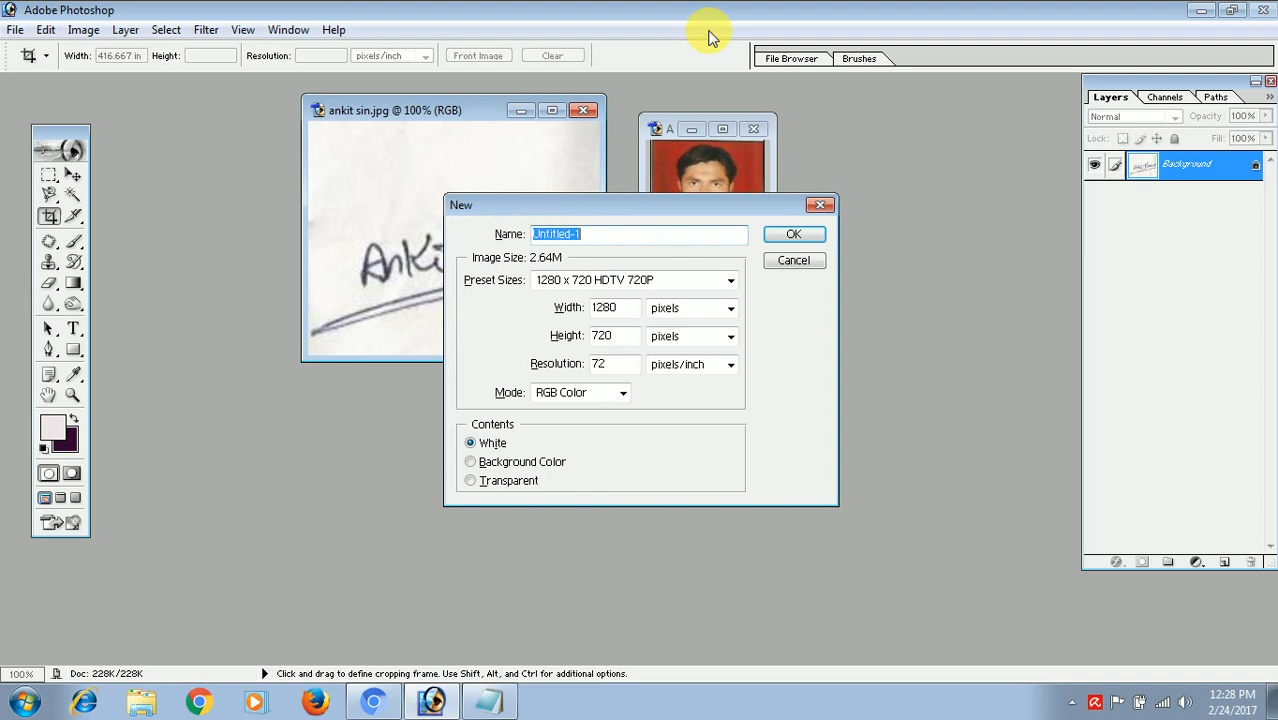 Adobe Photoshop
File Edit Image Layer Select Filter View Window Help
Width: 416.667 in Height: Resolution: pixels/inch Front Image Clear File Browser Brushes
ankit sin.jpg @ 100% (RGB)
A
Layers Channels Paths
Normal Opacity: 100%
Lock: Fill: 100%
Background
Anki
New
Name: Untitled-1 OK
Image Size: 2.64M
Cancel
Preset Sizes: 1280 x 720 HDTV 720P
Width: 1280 pixels
Height: 720 pixels
Resolution: 72 pixels/inch
Mode: RGB Color
Contents
White
Background Color
Transparent
100% Doc: 228K/228K Click and drag to define cropping frame. Use Shift, Alt, and Ctrl for additional options.
12:28 PM
2/24/2017